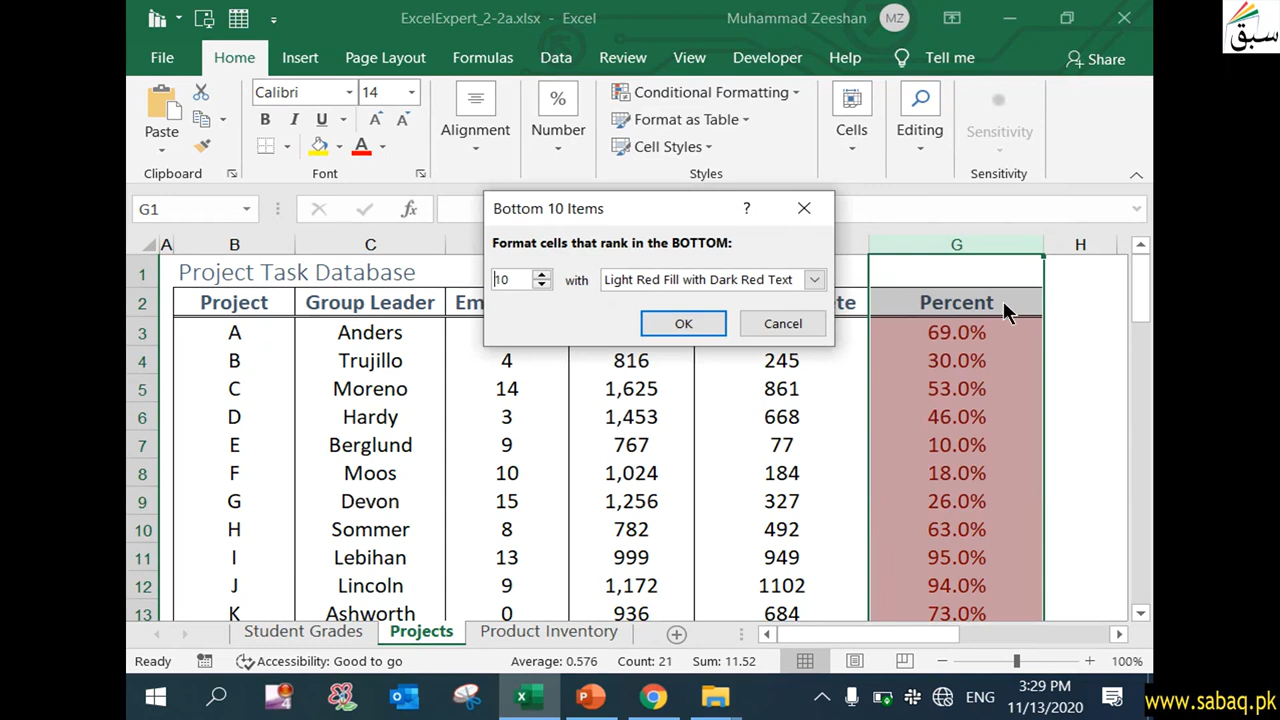 ExcelExpert_2-2a.xlsx - Excel
Muhammad Zeeshan MZ
سبق
File Home Insert Page Layout Formulas Data Review View Developer Help Tell me Share
Paste
Calibri 14
B I U A A
A
Alignment
%
Number
Conditional Formatting
Format as Table
Cell Styles
Cells
Editing
Sensitivity
Clipboard Font Styles Sensitivity
G1 fx
Bottom 10 Items ? 
Format cells that rank in the BOTTOM:
10 with Light Red Fill with Dark Red Text
OK Cancel
A B C G H
1 Project Task Database
2 Project Group Leader Em te Percent
3 A Anders 69.0%
4 B Trujillo 4 816 245 30.0%
5 C Moreno 14 1,625 861 53.0%
6 D Hardy 3 1,453 668 46.0%
7 E Berglund 9 767 77 10.0%
8 F Moos 10 1,024 184 18.0%
9 G Devon 15 1,256 327 26.0%
10 H Sommer 8 782 492 63.0%
11 I Lebihan 13 999 949 95.0%
12 J Lincoln 9 1,172 1102 94.0%
13 K Ashworth 0 936 684 73.0%
Student Grades Projects Product Inventory
Ready Accessibility: Good to go Average: 0.576 Count: 21 Sum: 11.52 100%
ENG
3:29 PM
11/13/2020
www.sabaq.pk